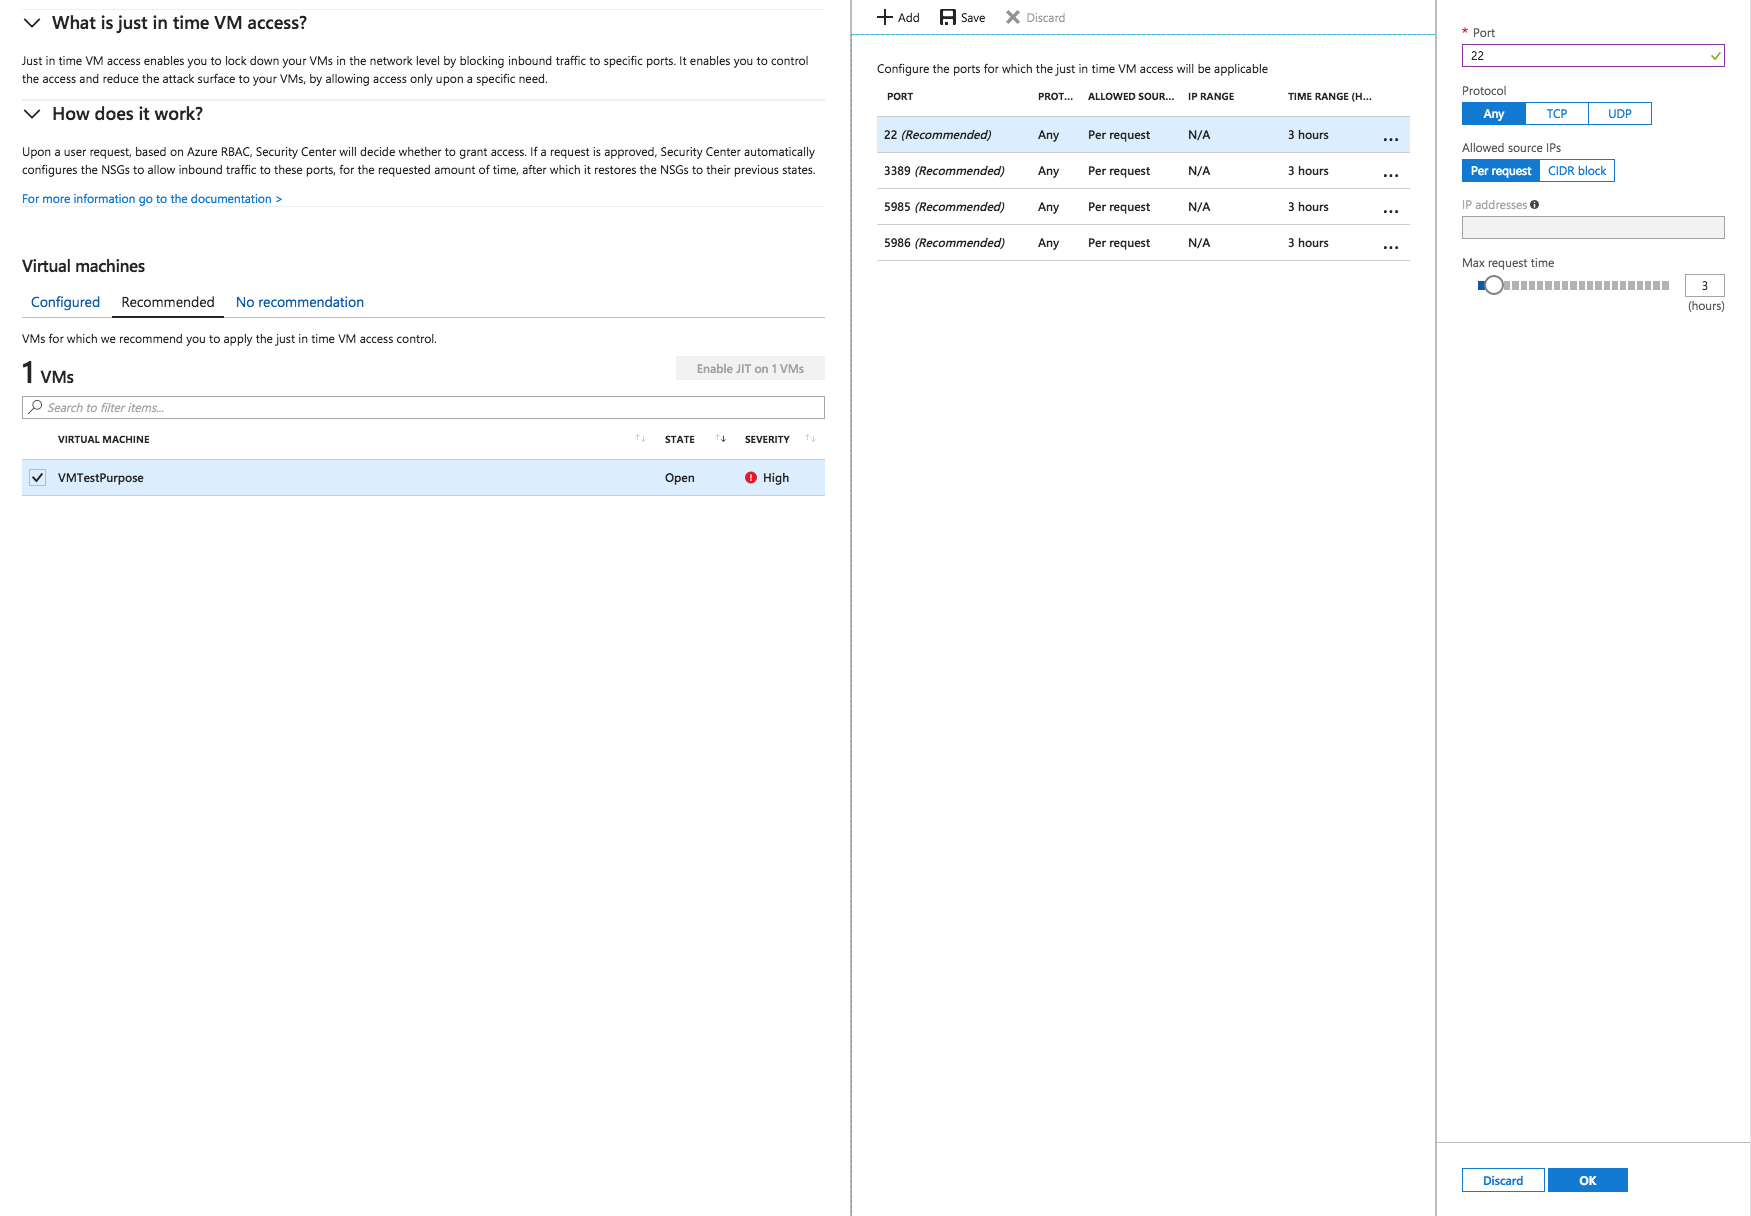 What is just in time VM access?
Just in time VM access enables you to lock down your VMs in the network level by blocking inbound traffic to specific ports. It enables you to control
the access and reduce the attack surface to your VMs, by allowing access only upon a specific need.
How does it work?
Upon a user request, based on Azure RBAC, Security Center will decide whether to grant access. If a request is approved, Security Center automatically
configures the NSGs to allow inbound traffic to these ports, for the requested amount of time, after which it restores the NSGs to their previous states.
For more information go to the documentation >
Virtual machines
Configured Recommended No recommendation
VMs for which we recommend you to apply the just in time VM access control.
1 VMs
Enable JIT on 1 VMs
Search to filter items...
VIRTUAL MACHINE STATE SEVERITY
VMTestPurpose Open High
Add Save Discard
Configure the ports for which the just in time VM access will be applicable
PORT PROT... ALLOWED SOUR... IP RANGE TIME RANGE (H...
22 (Recommended) Any Per request N/A 3 hours ...
3389 (Recommended) Any Per request N/A 3 hours ...
5985 (Recommended) Any Per request N/A 3 hours ...
5986 (Recommended) Any Per request N/A 3 hours ...
* Port
22
Protocol
Any TCP UDP
Allowed source IPs
Per request CIDR block
IP addresses
Max request time
3
(hours)
Discard OK